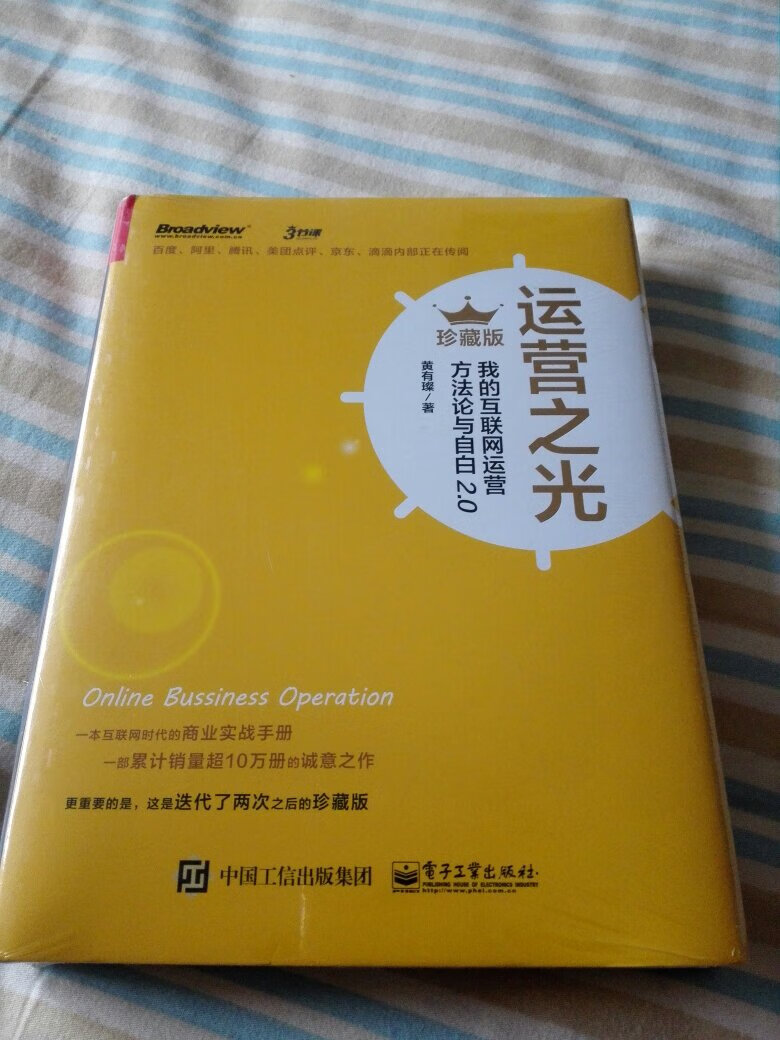 Broadview®
www.broadview.com.cn
3节课
百度、阿里、腾讯、美团点评、京东、滴滴内部正在传阅
运营之光
珍藏版
我的互联网运营
方法论与自白 2.0
黄有璨/著
Online Bussiness Operation
一本互联网时代的商业实战手册
一部累计销量超10万册的诚意之作
更重要的是，这是迭代了两次之后的珍藏版
中国工信出版集团
電子工業出版社·
PUBLISHING HOUSE OF ELECTRONICS INDUSTRY
http://www.phei.com.cn